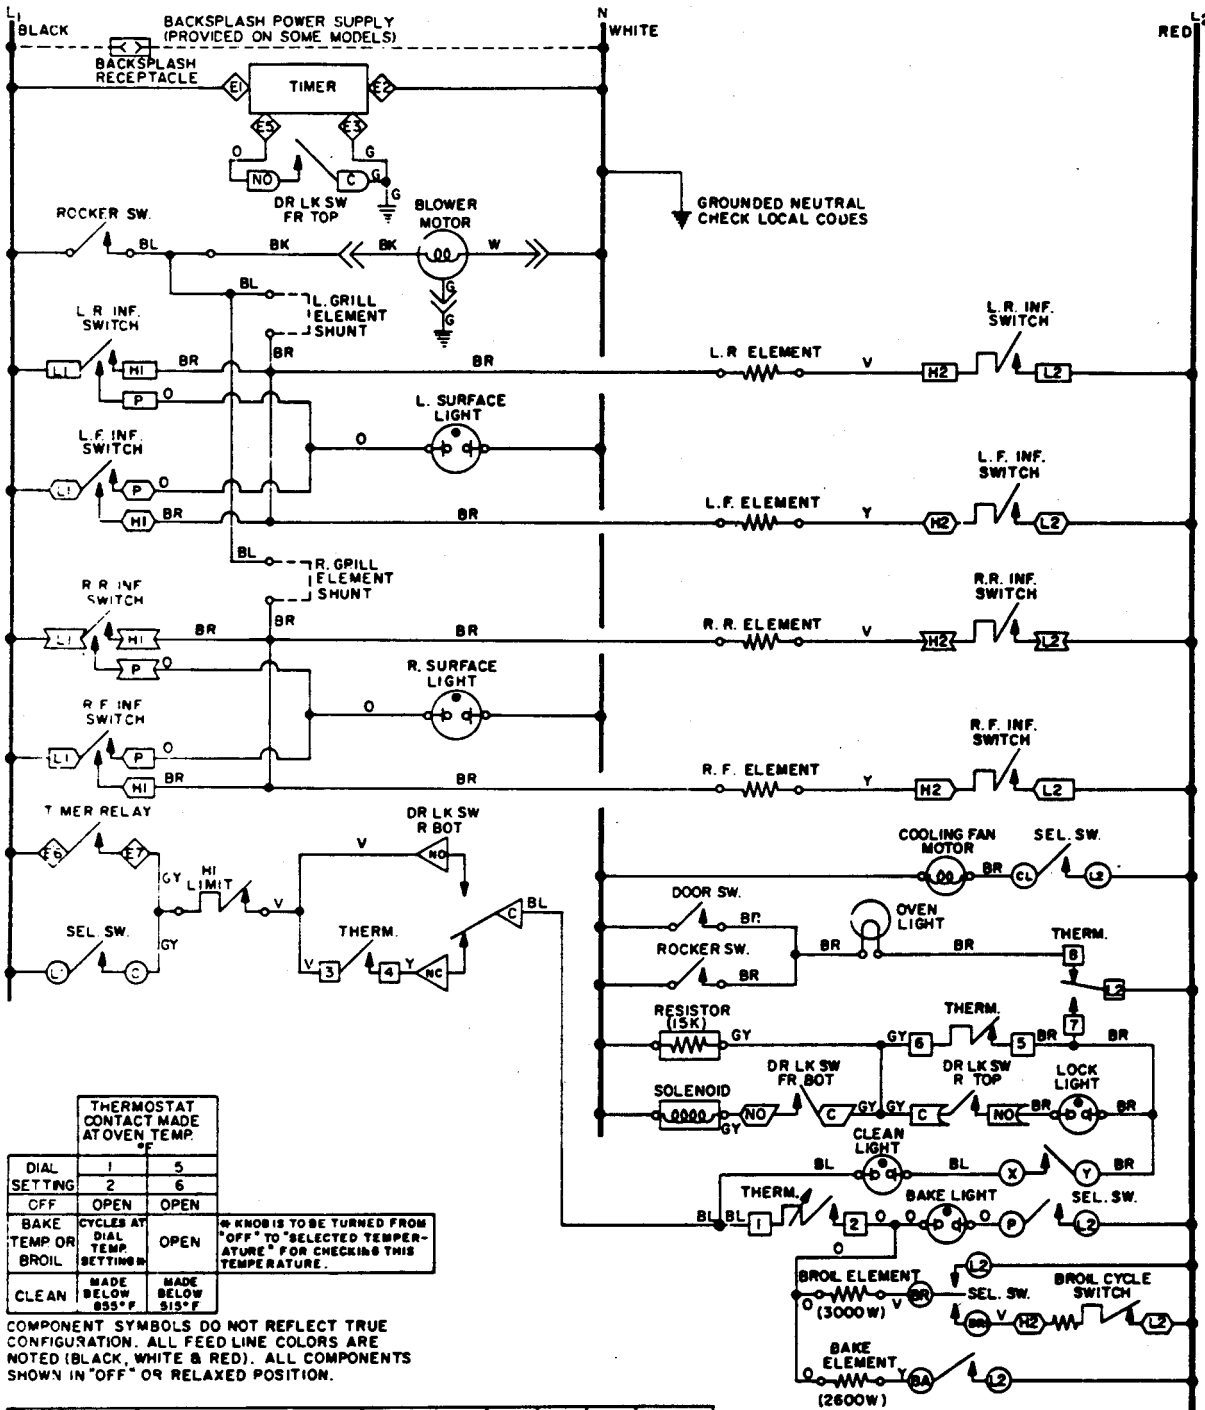 L1
BLACK
BACKSPLASH POWER SUPPLY
(PROVIDED ON SOME MODELS)
N
WHITE
L2
RED
BACKSPLASH
RECEPTACLE
E1
TIMER
E2
E5
E3
O
G
NO
C
G
G
DR LK SW
FR TOP
GROUNDED NEUTRAL
CHECK LOCAL CODES
ROCKER SW.
BL
BK
BK
BLOWER
MOTOR
W
G
G
BL
L. GRILL
ELEMENT
SHUNT
BR
L.R. INF.
SWITCH
L1
HI
BR
P
O
BR
L.R ELEMENT
V
H2
L.R. INF.
SWITCH
L2
L. SURFACE
LIGHT
O
L.F. INF.
SWITCH
L1
P
O
HI
BR
BR
L.F. ELEMENT
Y
H2
L.F. INF.
SWITCH
L2
BL
R. GRILL
ELEMENT
SHUNT
BR
R.R. INF.
SWITCH
L1
HI
BR
P
O
BR
R.R. ELEMENT
V
H2
R.R. INF.
SWITCH
L2
R. SURFACE
LIGHT
O
R.F. INF.
SWITCH
L1
P
O
HI
BR
BR
R.F. ELEMENT
Y
H2
R.F. INF.
SWITCH
L2
TIMER RELAY
E6
E7
GY
HI
LIMIT
V
GY
SEL. SW.
L1
C
DR LK SW
R BOT
V
NO
C
BL
THERM.
V
3
4
Y
NC
COOLING FAN
MOTOR
BR
CL
SEL. SW.
L2
DOOR SW.
BR
ROCKER SW.
BR
BR
OVEN
LIGHT
BR
THERM.
8
L2
7
RESISTOR
(15K)
GY
GY
6
THERM.
5
BR
SOLENOID
GY
NO
DR LK SW
FR BOT
C
GY
GY
C
DR LK SW
R TOP
NO
BR
LOCK
LIGHT
BR
CLEAN
LIGHT
BL
BL
X
Y
BR
BL
BL
THERM.
1
2
O
O
BAKE LIGHT
O
P
SEL. SW.
L2
O
BROIL ELEMENT
O
(3000W)
V
BR
L2
SEL. SW.
BR
V
H2
BROIL CYCLE
SWITCH
L2
BAKE
ELEMENT
O
(2600W)
Y
BA
L2
THERMOSTAT
CONTACT MADE
AT OVEN TEMP.
°F
DIAL
SETTING
1
2
5
6
OFF
OPEN
OPEN
BAKE
TEMP. OR
BROIL
CYCLES AT
DIAL
TEMP.
SETTING*
OPEN
* KNOB IS TO BE TURNED FROM
"OFF" TO "SELECTED TEMPER-
ATURE" FOR CHECKING THIS
TEMPERATURE.
CLEAN
MADE
BELOW
855°F
MADE
BELOW
515°F
COMPONENT SYMBOLS DO NOT REFLECT TRUE
CONFIGURATION. ALL FEED LINE COLORS ARE
NOTED (BLACK, WHITE & RED). ALL COMPONENTS
SHOWN IN "OFF" OR RELAXED POSITION.